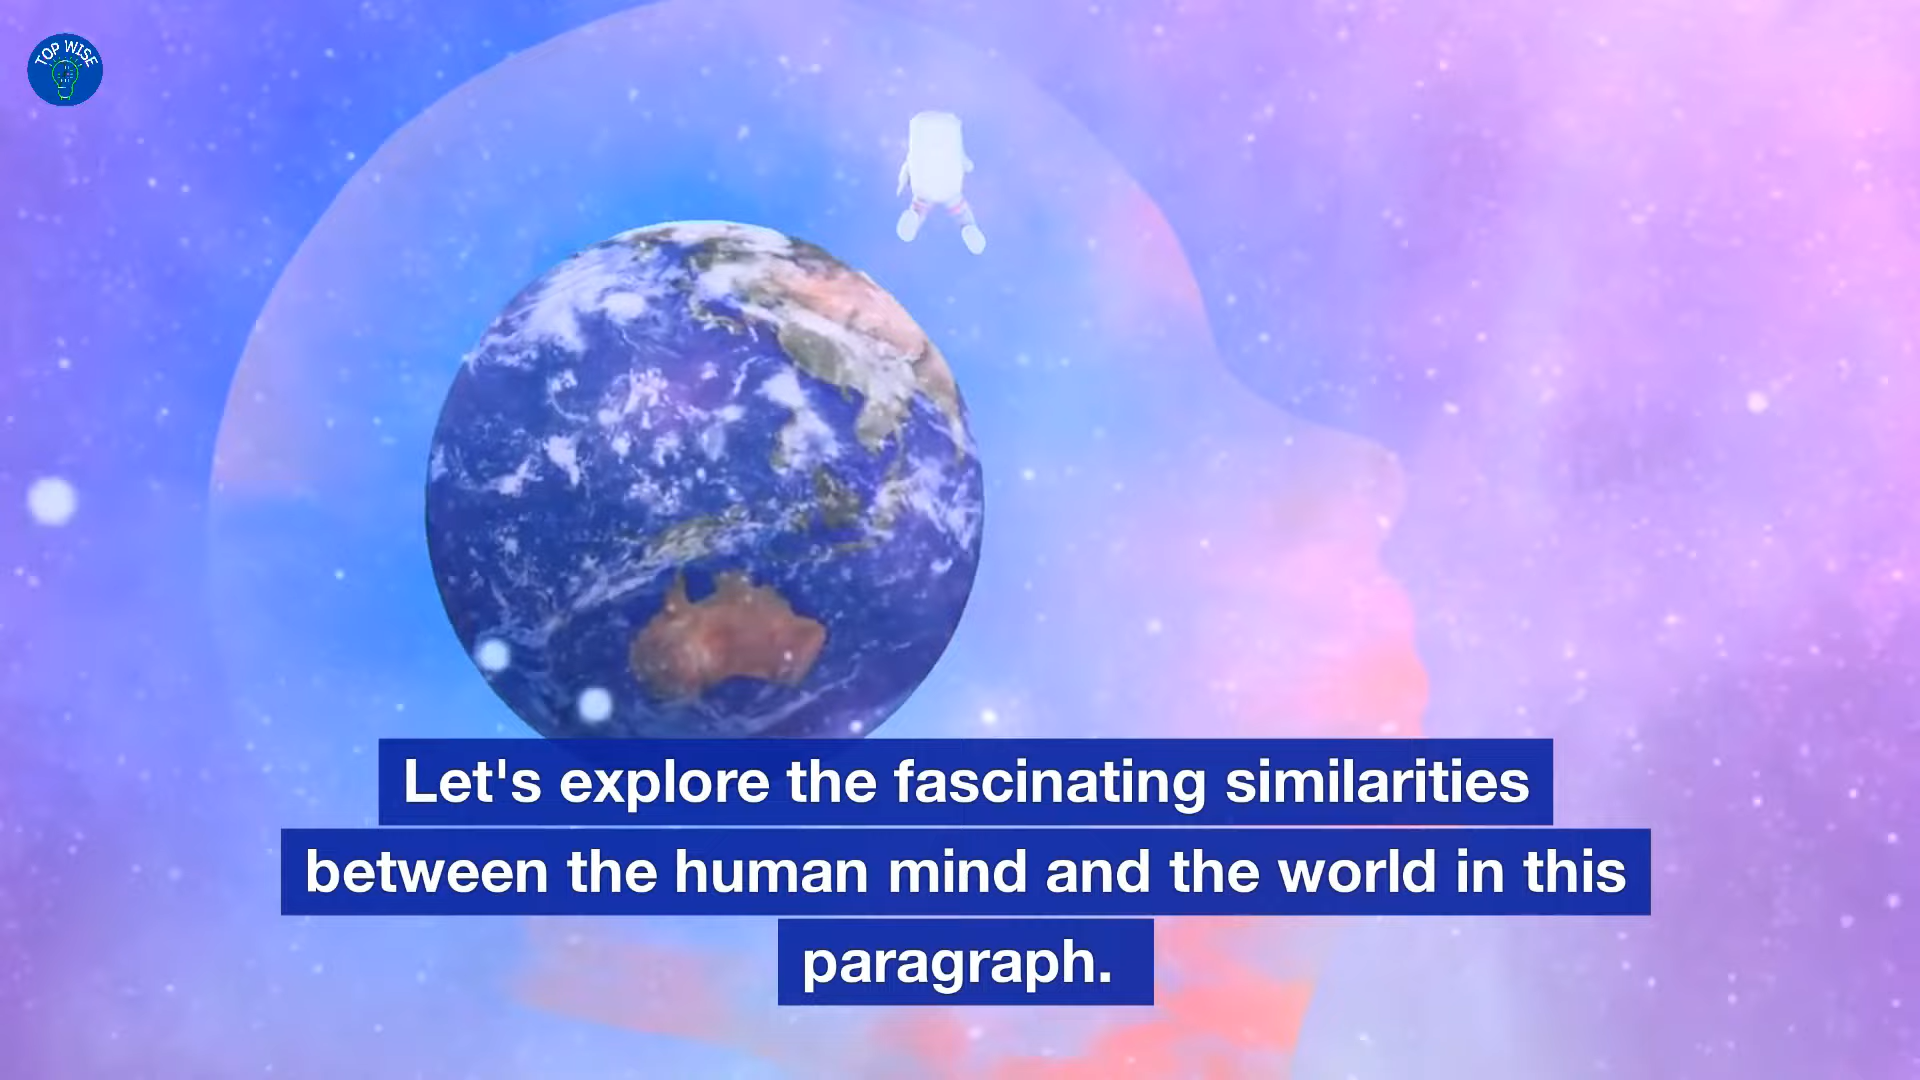 TOP WISE
Let's explore the fascinating similarities
between the human mind and the world in this
paragraph.